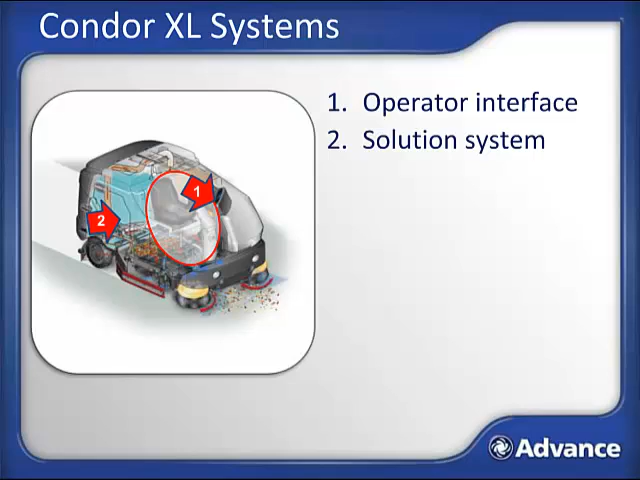 Condor XL Systems
1. Operator interface
2. Solution system
1
2
Advance